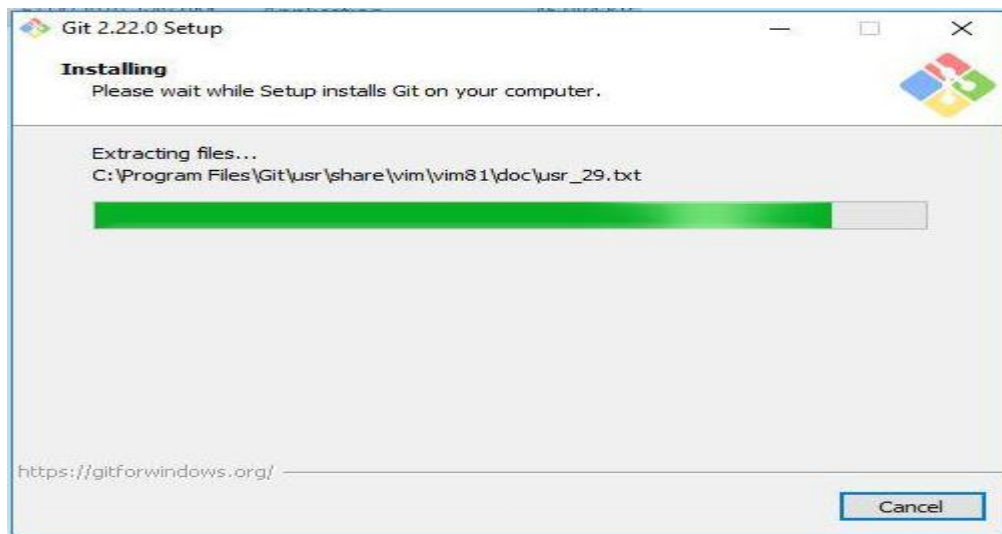 Git 2.22.0 Setup
Installing
Please wait while Setup installs Git on your computer.
Extracting files...
C:\Program Files\Git\usr\share\vim\vim81\doc\usr_29.txt
https://gitforwindows.org/
Cancel